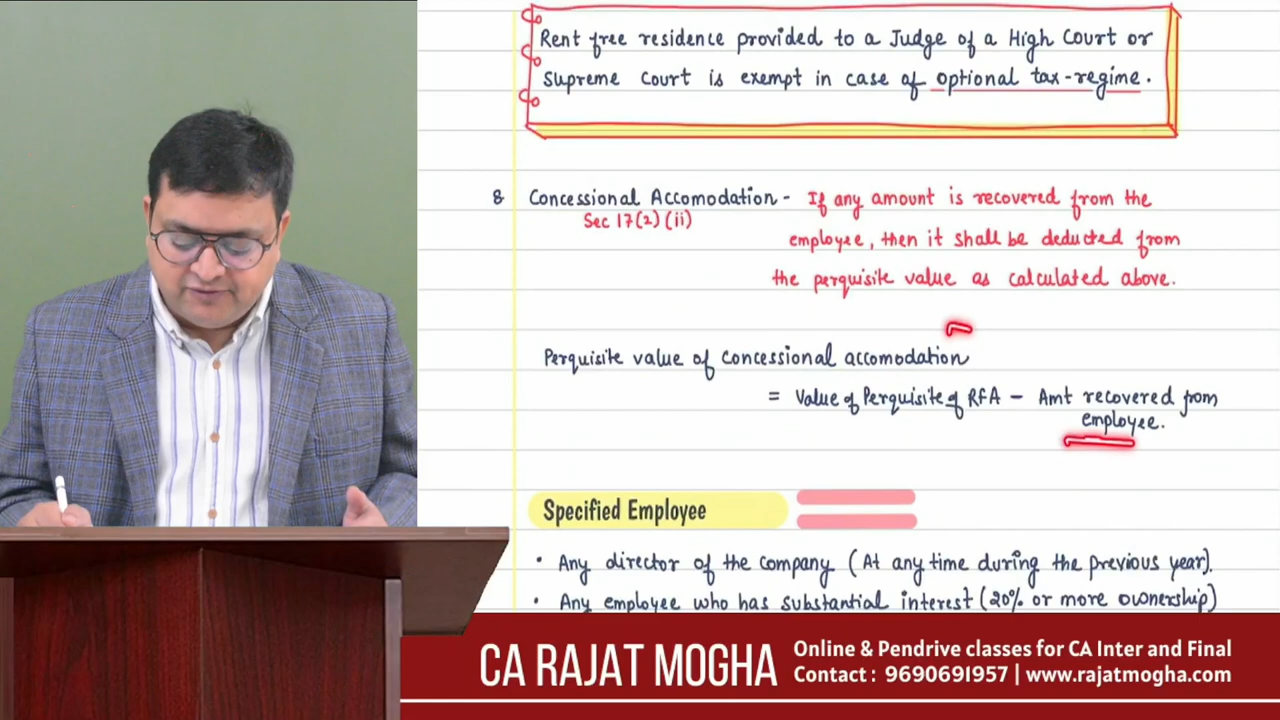 Rent free residence provided to a Judge of a High Court or
Supreme Court is exempt in case of optional tax-regime.
& Concessional Accomodation - If any amount is recovered from the
Sec 17(2)(ii)
employee, then it shall be deducted from
the perquisite value as calculated above.
Perquisite value of concessional accomodation
= Value of Perquisite of RFA - Amt recovered from
employee.
Specified Employee
• Any director of the company (At any time during the previous year).
• Any employee who has substantial interest (20% or more ownership)
CA RAJAT MOGHA
Online & Pendrive classes for CA Inter and Final
Contact : 9690691957 | www.rajatmogha.com